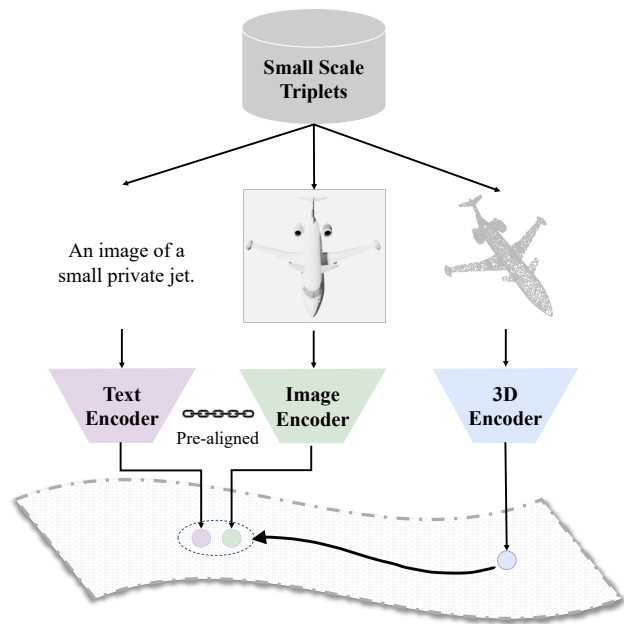 Small Scale
Triplets
An image of a
small private jet.
Text
Encoder
Pre-aligned
Image
Encoder
3D
Encoder